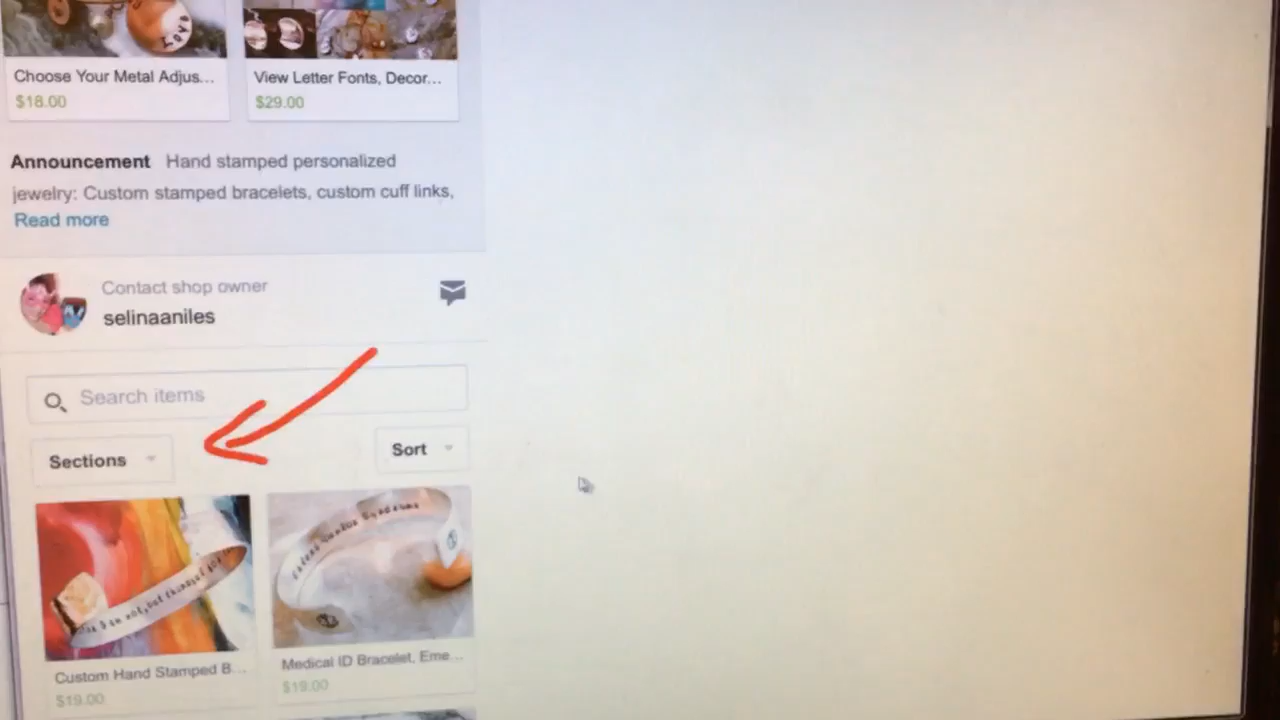 Choose Your Metal Adjus...
View Letter Fonts, Decor...
$18.00
$29.00
Announcement Hand stamped personalized
jewelry: Custom stamped bracelets, custom cuff links,
Read more
Contact shop owner
selinaaniles
Search items
Sections
Sort
Custom Hand Stamped B...
Medical ID Bracelet, Eme...
$19.00
$19.00